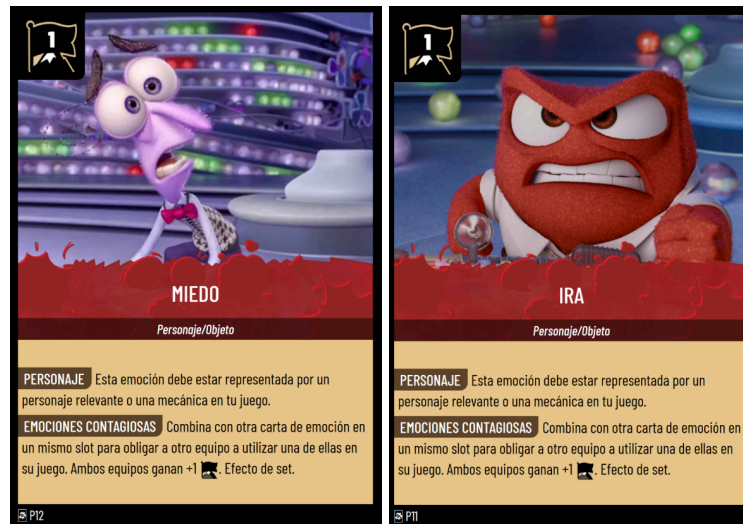 1
MIEDO
Personaje/Objeto
PERSONAJE Esta emoción debe estar representada por un
personaje relevante o una mecánica en tu juego.
EMOCIONES CONTAGIOSAS Combina con otra carta de emoción en
un mismo slot para obligar a otro equipo a utilizar una de ellas en
su juego. Ambos equipos ganan +1 . Efecto de set.
P12
1
IRA
Personaje/Objeto
PERSONAJE Esta emoción debe estar representada por un
personaje relevante o una mecánica en tu juego.
EMOCIONES CONTAGIOSAS Combina con otra carta de emoción en
un mismo slot para obligar a otro equipo a utilizar una de ellas en
su juego. Ambos equipos ganan +1 . Efecto de set.
P11